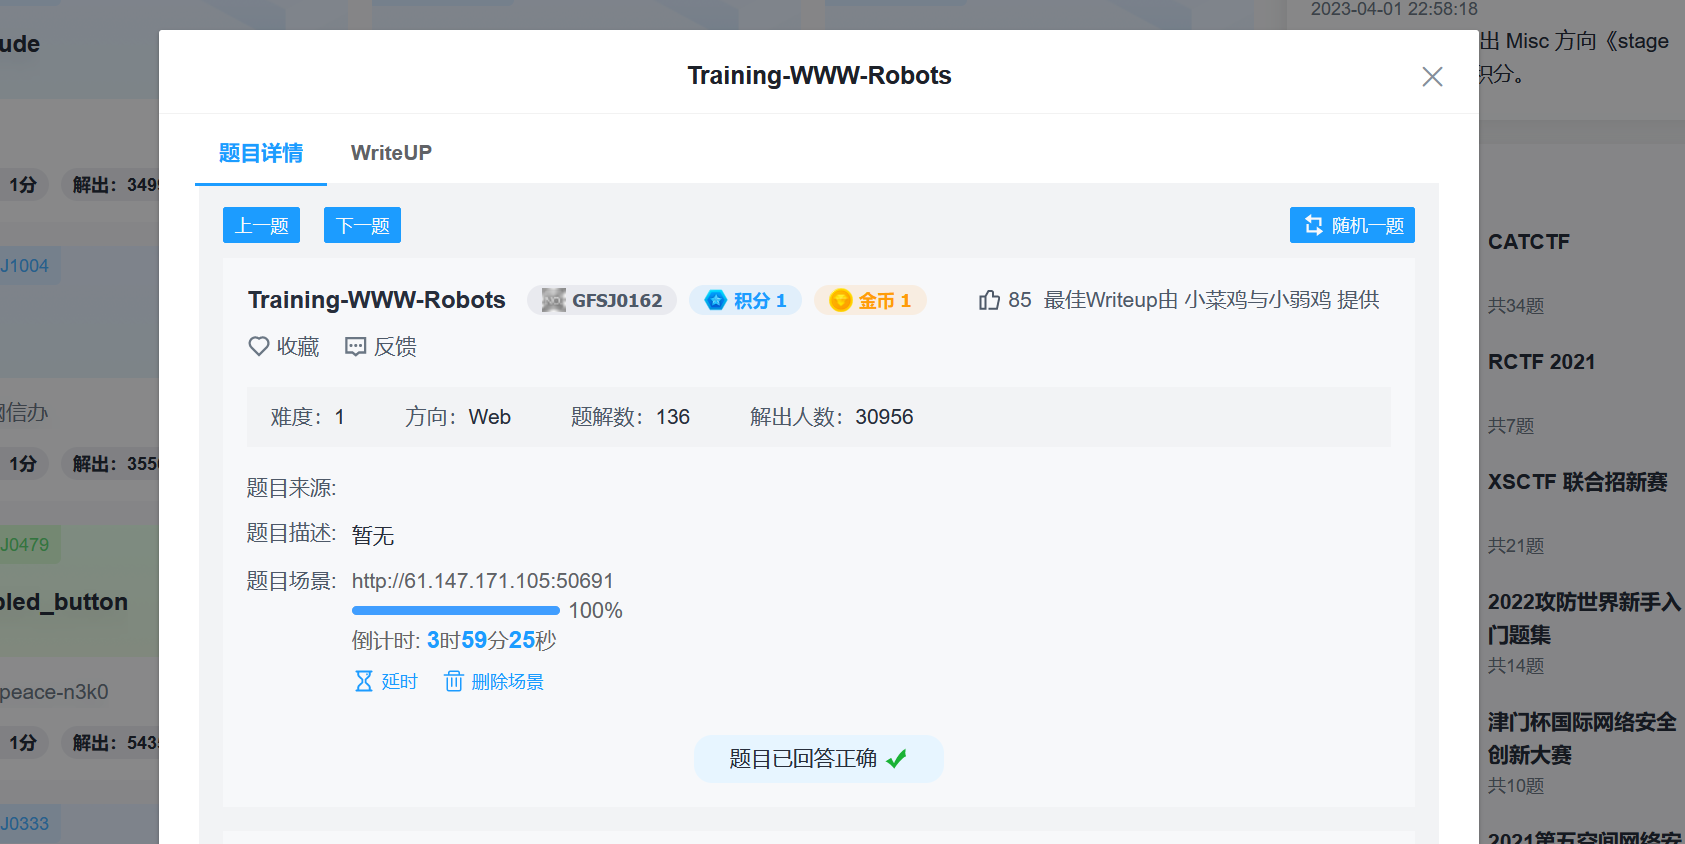 2023-04-01 22:58:18
出 Misc 方向《stage
积分。
ude
1分
解出：349
J1004
网信办
1分
解出：355
J0479
bled_button
peace-n3k0
1分
解出：543
J0333
Training-WWW-Robots
题目详情
WriteUP
上一题
下一题
随机一题
Training-WWW-Robots
GFSJ0162
积分 1
金币 1
85
最佳Writeup由 小菜鸡与小弱鸡 提供
收藏
反馈
难度：1
方向：Web
题解数：136
解出人数：30956
题目来源:
题目描述: 暂无
题目场景: http://61.147.171.105:50691
100%
倒计时: 3时59分25秒
延时
删除场景
题目已回答正确
CATCTF
共34题
RCTF 2021
共7题
XSCTF 联合招新赛
共21题
2022攻防世界新手入
门题集
共14题
津门杯国际网络安全
创新大赛
共10题
2021第五空间网络安